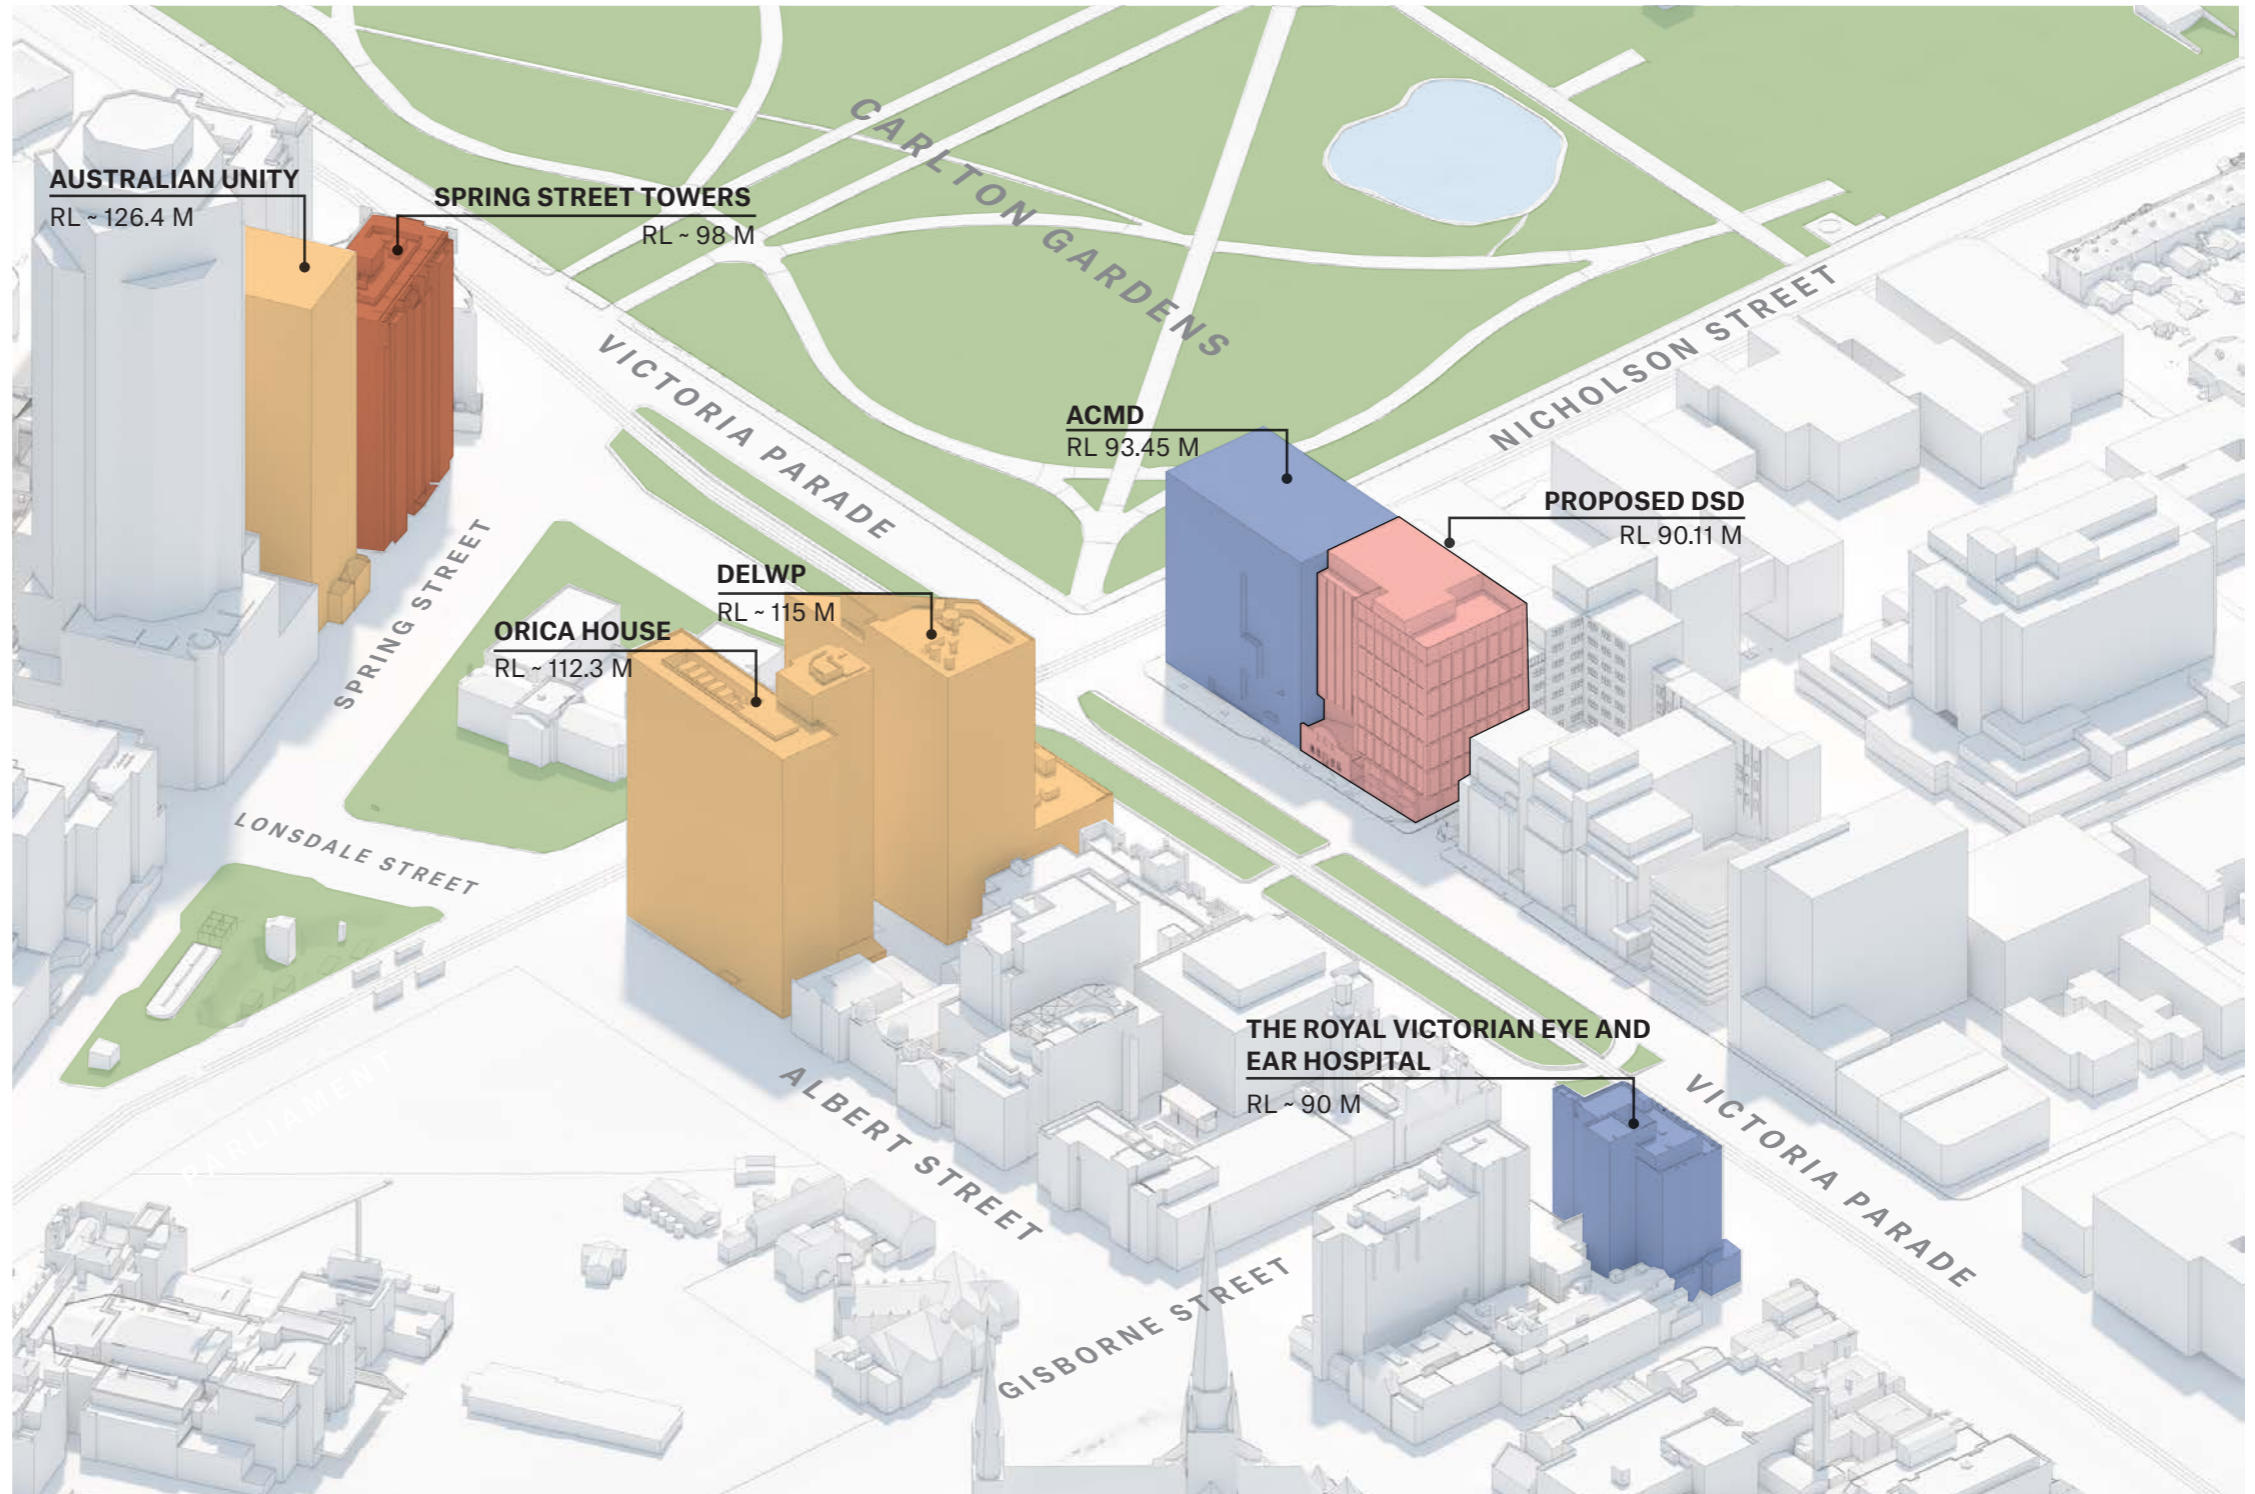 CARLTON GARDENS
AUSTRALIAN UNITY
RL ~ 126.4 M
SPRING STREET TOWERS
RL ~ 98 M
VICTORIA PARADE
NICHOLSON STREET
ACMD
RL 93.45 M
PROPOSED DSD
RL 90.11 M
SPRING STREET
DELWP
RL ~ 115 M
ORICA HOUSE
RL ~ 112.3 M
LONSDALE STREET
PARLIAMENT
ALBERT STREET
THE ROYAL VICTORIAN EYE AND
EAR HOSPITAL
RL ~ 90 M
VICTORIA PARADE
GISBORNE STREET